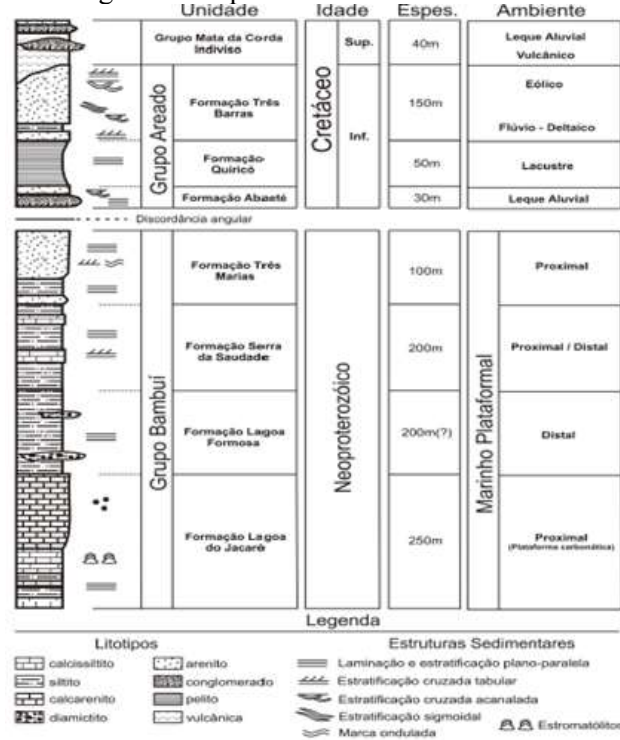 Unidade Idade Espes. Ambiente
Grupo Mata da Corda
Indiviso
Sup.
40m
Leque Aluvial
Vulcânico
Grupo Areado
Formação Três
Barras
Cretáceo
Inf.
150m
Eólico
Flúvio - Deltaico
Formação
Quiricó
50m
Lacustre
Formação Abaeté
30m
Leque Aluvial
Discordância angular
Grupo Bambuí
Formação Três
Marias
Neoproterozóico
100m
Marinho Plataformal
Proximal
Formação Serra
da Saudade
200m
Proximal / Distal
Formação Lagoa
Formosa
200m(?)
Distal
Formação Lagoa
do Jacaré
250m
Proximal
(Plataforma carbonática)
Legenda
Litotipos
calcissiltito
siltito
calcarenito
diamictito
arenito
conglomerado
pelito
vulcânica
Estruturas Sedimentares
Laminação e estratificação plano-paralela
Estratificação cruzada tabular
Estratificação cruzada acanalada
Estratificação sigmoidal
Marca ondulada
Estromatólitos